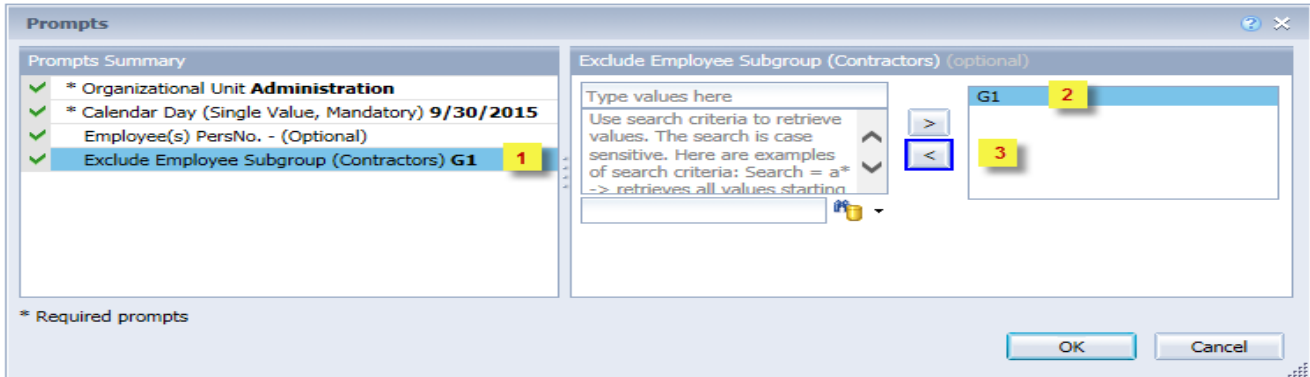 Prompts
Prompts Summary
* Organizational Unit Administration
* Calendar Day (Single Value, Mandatory) 9/30/2015
Employee(s) PersNo. - (Optional)
Exclude Employee Subgroup (Contractors) G1 1
Exclude Employee Subgroup (Contractors) (optional)
Type values here
Use search criteria to retrieve
values. The search is case
sensitive. Here are examples
of search criteria: Search = a*
-> retrieves all values starting
>
<
G1 2
3
* Required prompts
OK Cancel